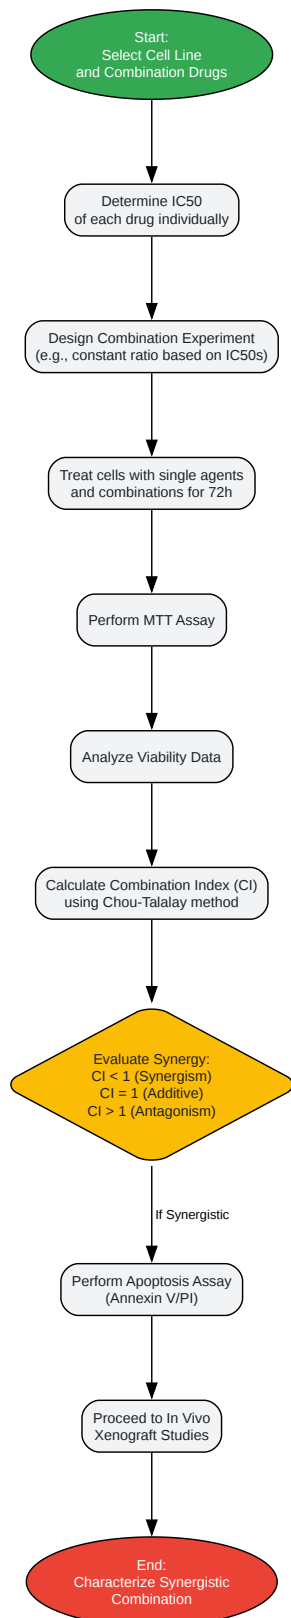 Start:
Select Cell Line
and Combination Drugs
Determine IC50
of each drug individually
Design Combination Experiment
(e.g., constant ratio based on IC50s)
Treat cells with single agents
and combinations for 72h
Perform MTT Assay
Analyze Viability Data
Calculate Combination Index (CI)
using Chou-Talalay method
Evaluate Synergy:
CI < 1 (Synergism)
CI = 1 (Additive)
CI > 1 (Antagonism)
If Synergistic
Perform Apoptosis Assay
(Annexin V/PI)
Proceed to In Vivo
Xenograft Studies
End:
Characterize Synergistic
Combination